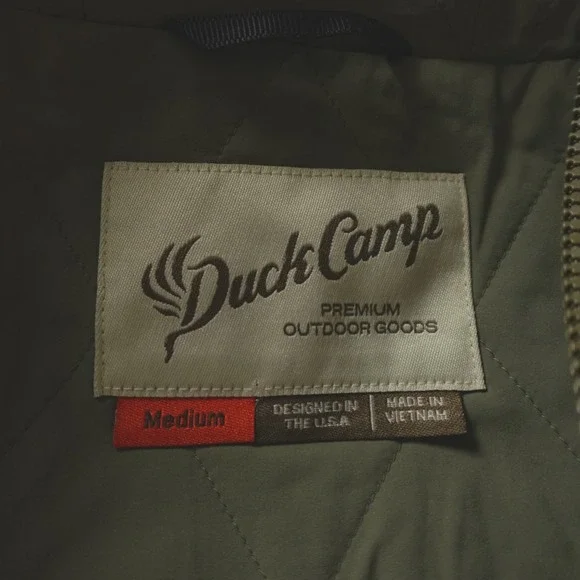 Duck Camp
PREMIUM
OUTDOOR GOODS
Medium
DESIGNED IN
THE U.S.A
MADE IN
VIETNAM